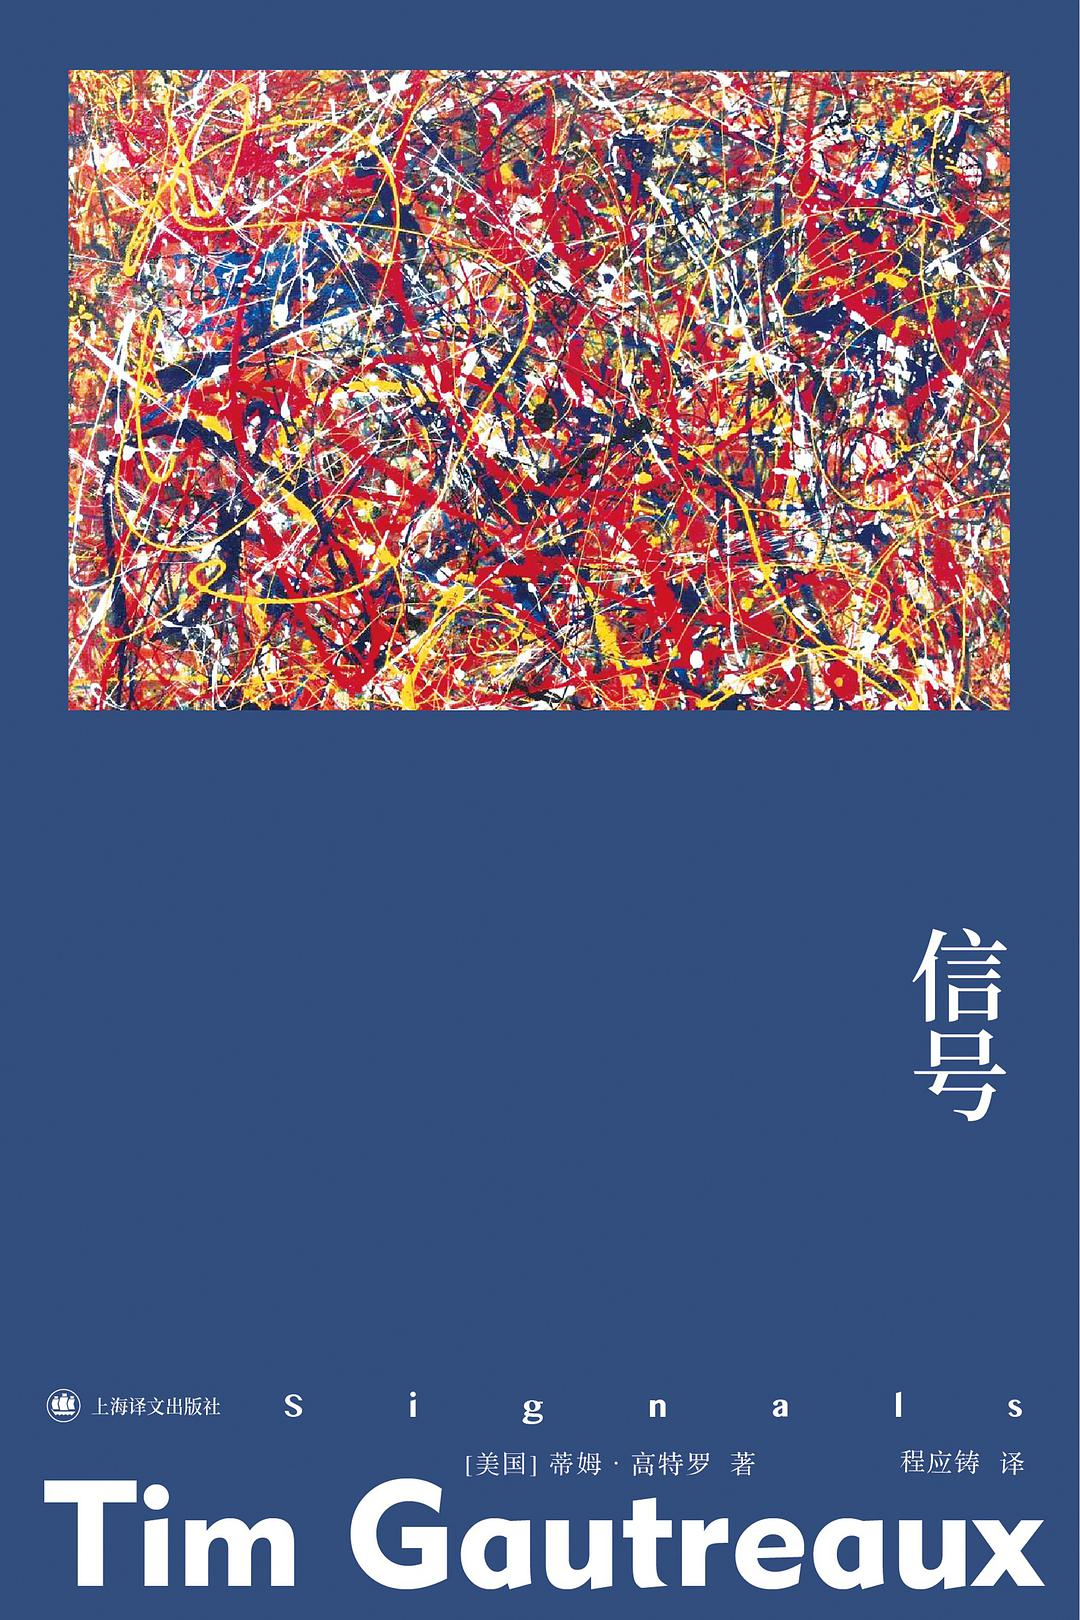 信号
上海译文出版社
Signals
[美国] 蒂姆·高特罗 著
程应铸 译
Tim Gautreaux